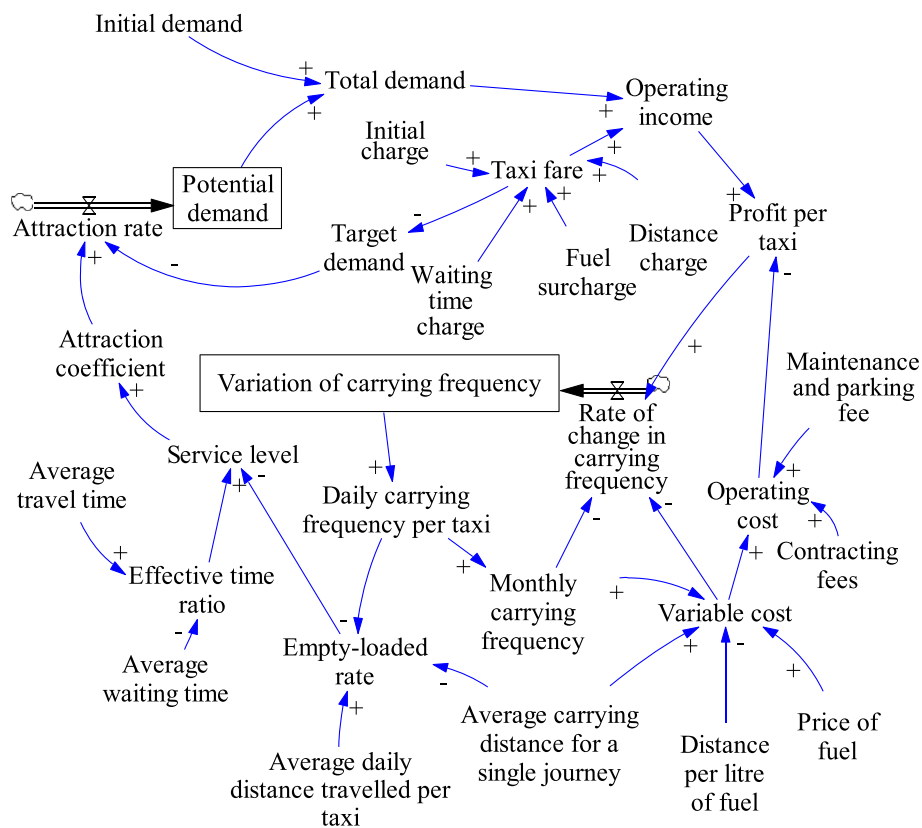 Initial demand
Total demand
Operating
income
Initial
charge
Taxi fare
Potential
demand
Attraction rate
Target
demand
Waiting
time
charge
Fuel
surcharge
Distance
charge
Profit per
taxi
Attraction
coefficient
Variation of carrying frequency
Rate of
change in
carrying
frequency
Maintenance
and parking
fee
Service level
Average
travel time
Daily carrying
frequency per taxi
Operating
cost
Contracting
fees
Effective time
ratio
Monthly
carrying
frequency
Variable cost
Average
waiting time
Empty-loaded
rate
Average carrying
distance for a
single journey
Distance
per litre
of fuel
Price of
fuel
Average daily
distance travelled per
taxi